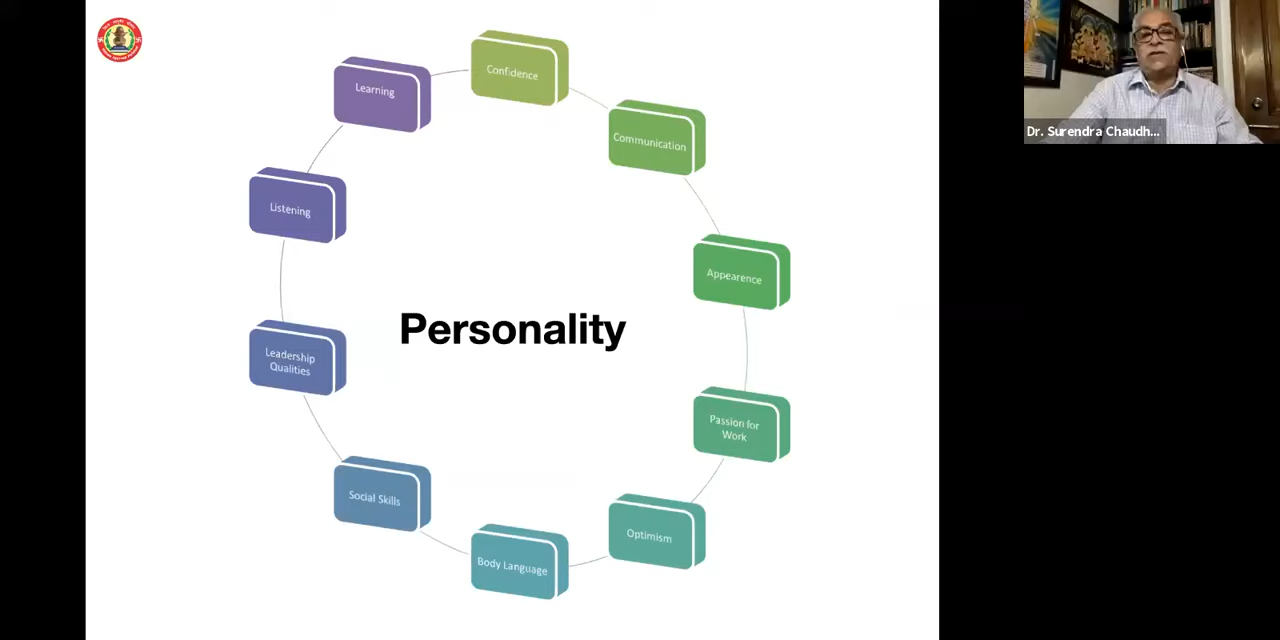 Confidence
Communication
Appearence
Passion for
Work
Optimism
Body Language
Social Skills
Leadership
Qualities
Listening
Learning
Personality
Dr. Surendra Chaudh...